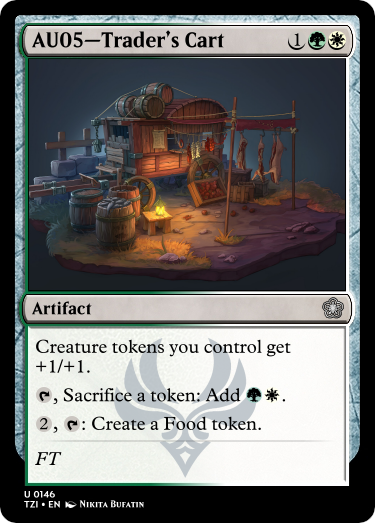 AU05—Trader's Cart 1
Artifact
Creature tokens you control get
+1/+1.
, Sacrifice a token: Add .
2, : Create a Food token.
FT
U 0146
TZI • EN Nikita Bufatin